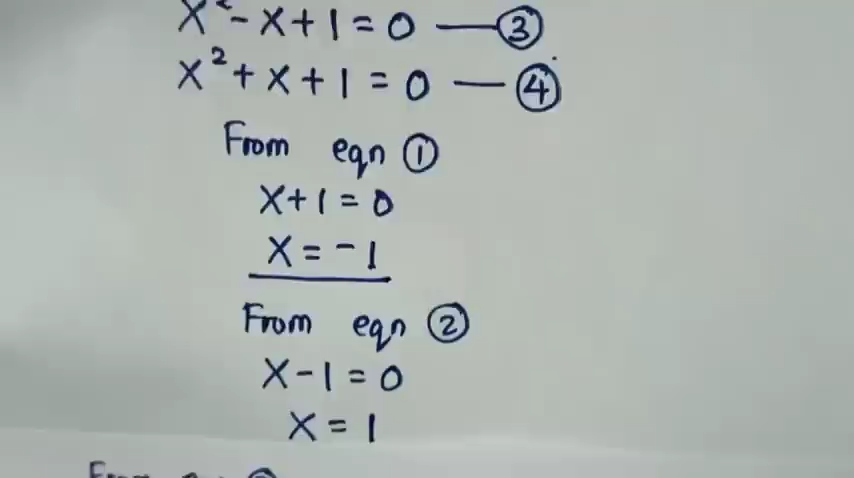 x² - x + 1 = 0 — ③
x² + x + 1 = 0 — ④
From eqn ①
x + 1 = 0
x = -1
From eqn ②
x - 1 = 0
x = 1
From